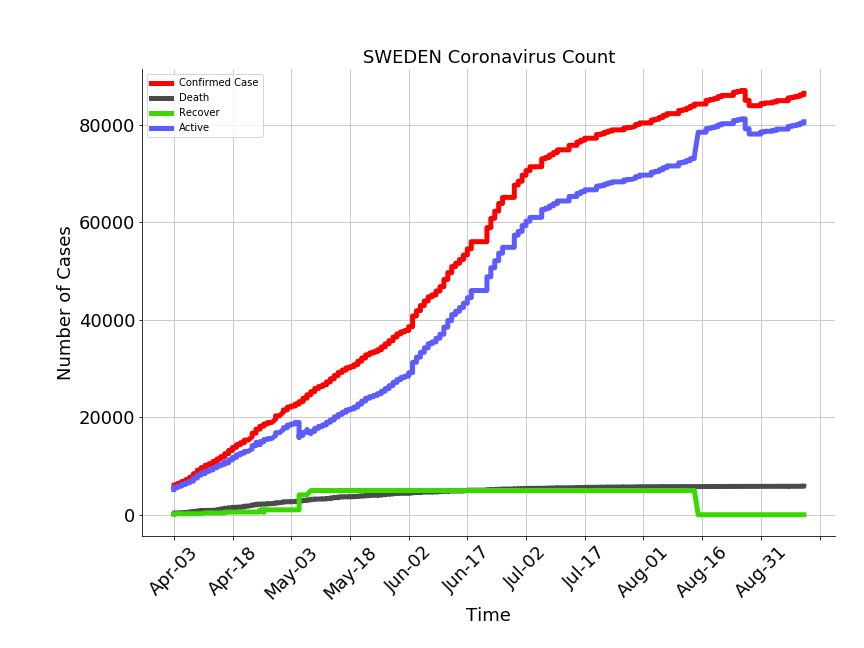 SWEDEN Coronavirus Count
Confirmed Case
Death
Recover
Active
Number of Cases
80000
60000
40000
20000
0
Apr-03
Apr-18
May-03
May-18
Jun-02
Jun-17
Jul-02
Jul-17
Aug-01
Aug-16
Aug-31
Time